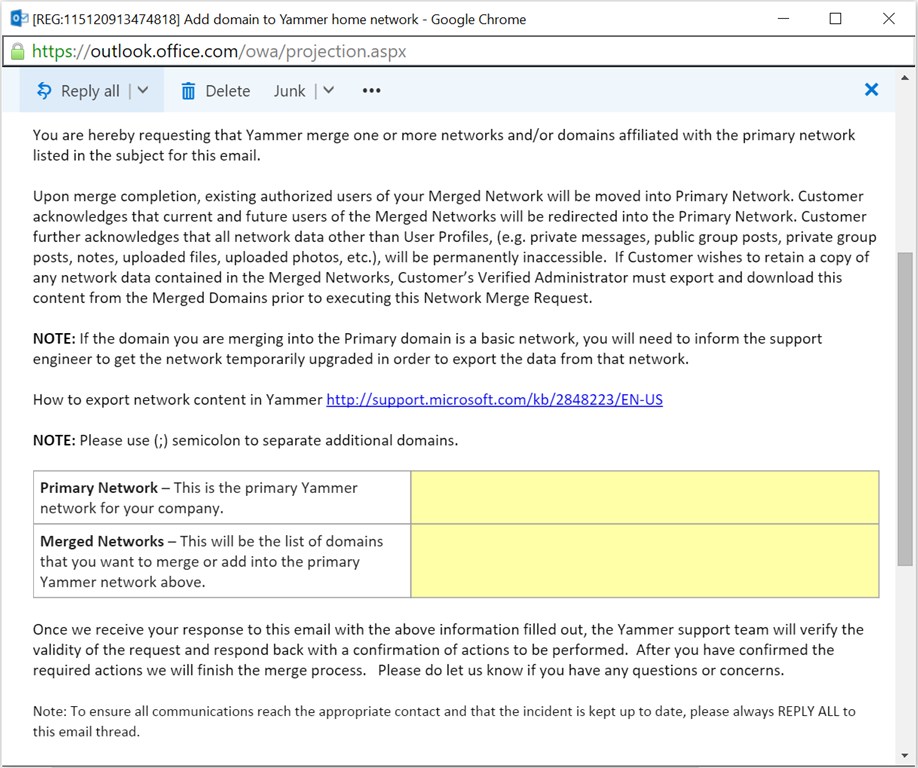 [REG:115120913474818] Add domain to Yammer home network - Google Chrome
https://outlook.office.com/owa/projection.aspx
Reply all | Delete Junk | •••
You are hereby requesting that Yammer merge one or more networks and/or domains affiliated with the primary network
listed in the subject for this email.
Upon merge completion, existing authorized users of your Merged Network will be moved into Primary Network. Customer
acknowledges that current and future users of the Merged Networks will be redirected into the Primary Network. Customer
further acknowledges that all network data other than User Profiles, (e.g. private messages, public group posts, private group
posts, notes, uploaded files, uploaded photos, etc.), will be permanently inaccessible.  If Customer wishes to retain a copy of
any network data contained in the Merged Networks, Customer’s Verified Administrator must export and download this
content from the Merged Domains prior to executing this Network Merge Request.
NOTE: If the domain you are merging into the Primary domain is a basic network, you will need to inform the support
engineer to get the network temporarily upgraded in order to export the data from that network.
How to export network content in Yammer http://support.microsoft.com/kb/2848223/EN-US
NOTE: Please use (;) semicolon to separate additional domains.
Primary Network – This is the primary Yammer
network for your company.
Merged Networks – This will be the list of domains
that you want to merge or add into the primary
Yammer network above.
Once we receive your response to this email with the above information filled out, the Yammer support team will verify the
validity of the request and respond back with a confirmation of actions to be performed.  After you have confirmed the
required actions we will finish the merge process.   Please do let us know if you have any questions or concerns.
Note: To ensure all communications reach the appropriate contact and that the incident is kept up to date, please always REPLY ALL to
this email thread.